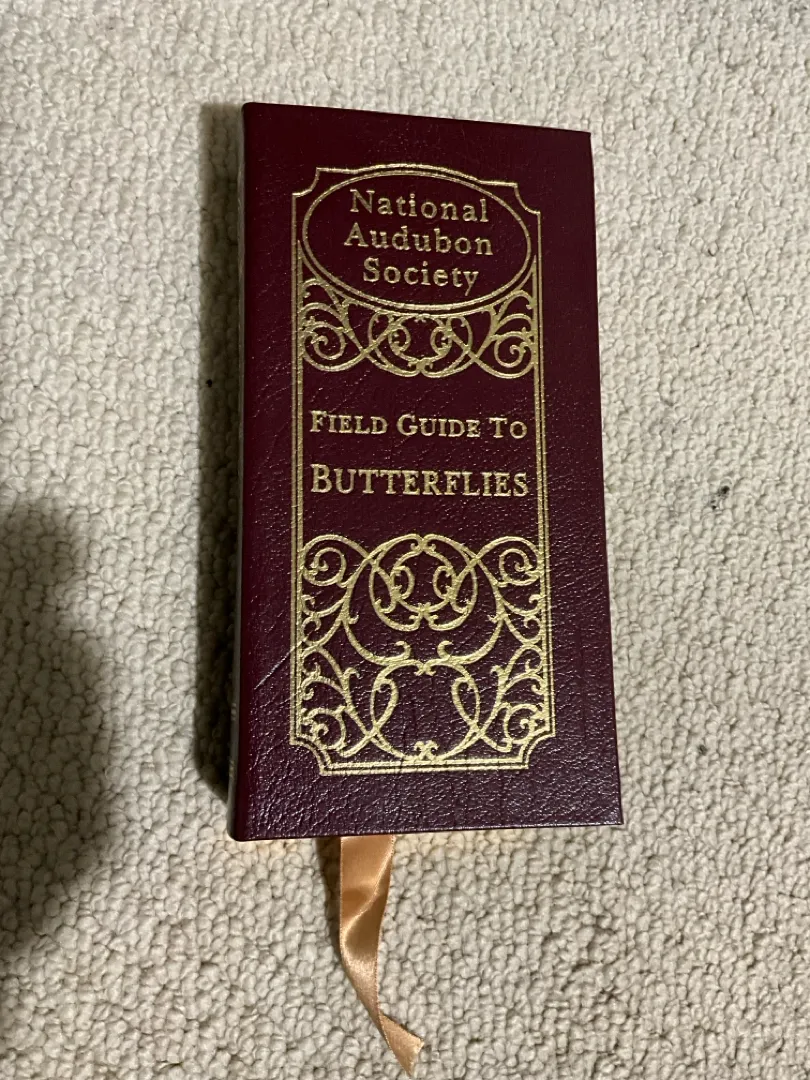 National
Audubon
Society
FIELD GUIDE TO
BUTTERFLIES